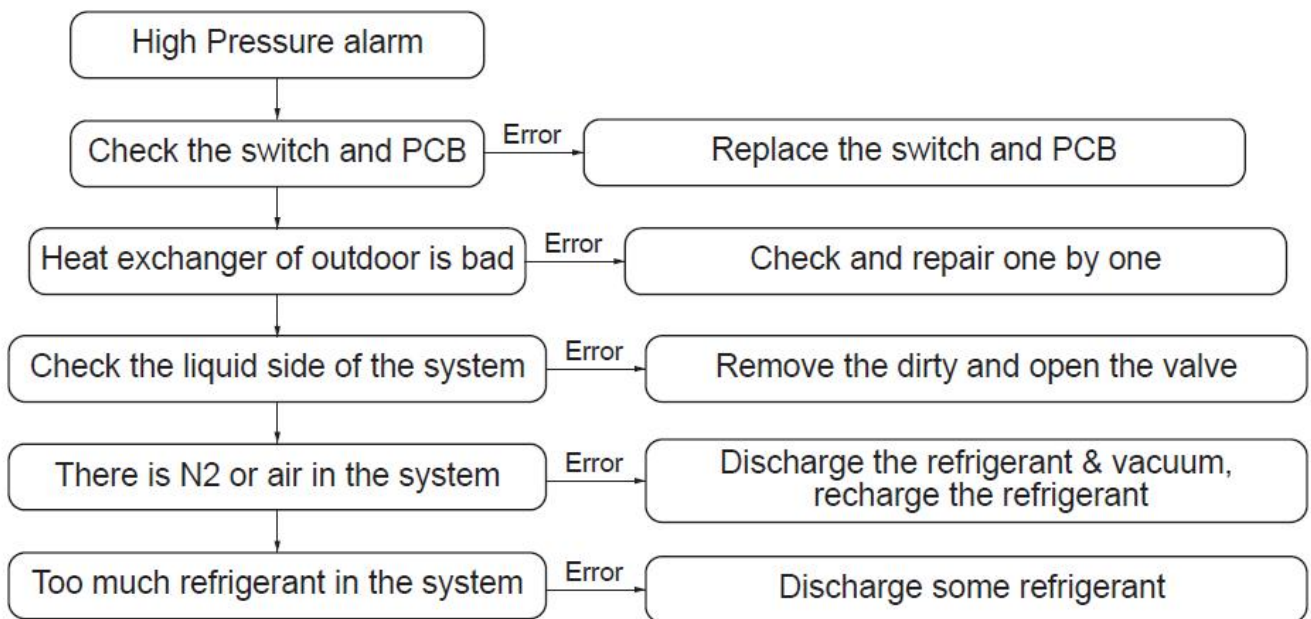 High Pressure alarm
Check the switch and PCB
Error
Replace the switch and PCB
Heat exchanger of outdoor is bad
Error
Check and repair one by one
Check the liquid side of the system
Error
Remove the dirty and open the valve
There is N2 or air in the system
Error
Discharge the refrigerant & vacuum,
recharge the refrigerant
Too much refrigerant in the system
Error
Discharge some refrigerant